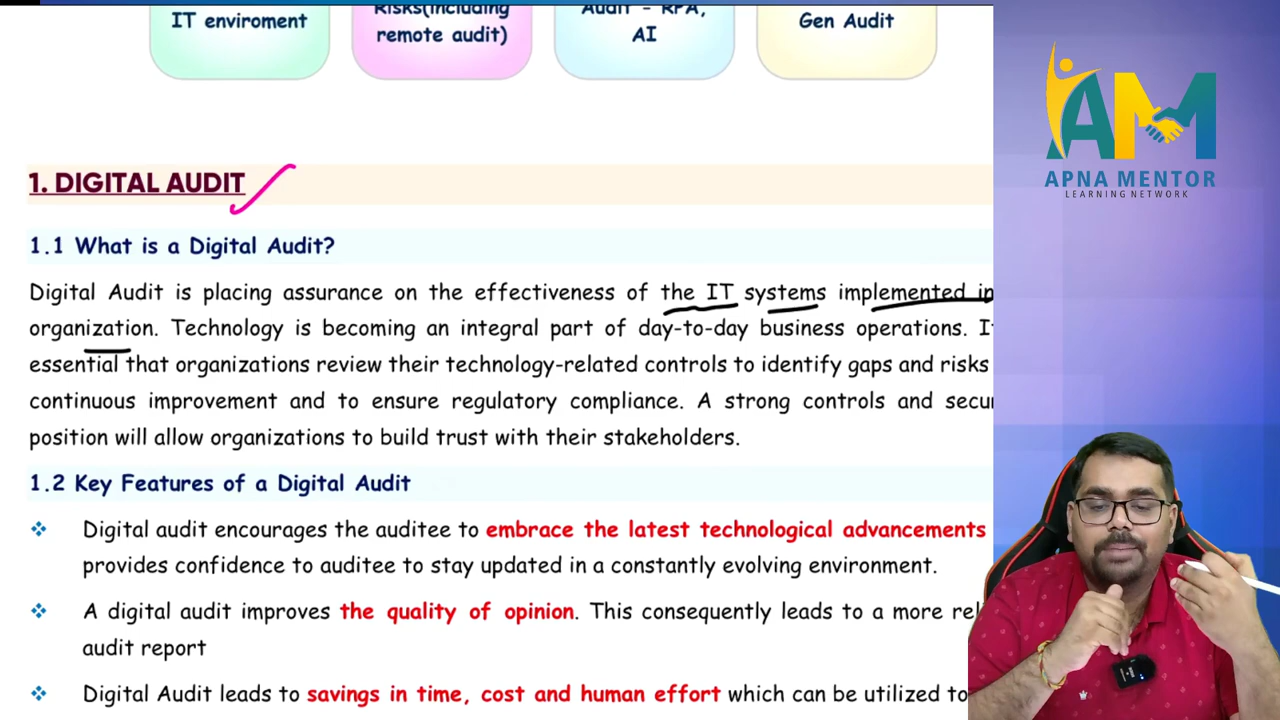 IT enviroment
Risks(including
remote audit)
Audit - RPA,
AI
Gen Audit
1. DIGITAL AUDIT
1.1 What is a Digital Audit?
Digital Audit is placing assurance on the effectiveness of the IT systems implemented in
organization. Technology is becoming an integral part of day-to-day business operations.
essential that organizations review their technology-related controls to identify gaps and risks
continuous improvement and to ensure regulatory compliance. A strong controls and
position will allow organizations to build trust with their stakeholders.
1.2 Key Features of a Digital Audit
❖ Digital audit encourages the auditee to embrace the latest technological advancements
provides confidence to auditee to stay updated in a constantly evolving environment.
❖ A digital audit improves the quality of opinion. This consequently leads to a more
audit report
❖ Digital Audit leads to savings in time, cost and human effort which can be utilized to
AM
APNA MENTOR
LEARNING NETWORK